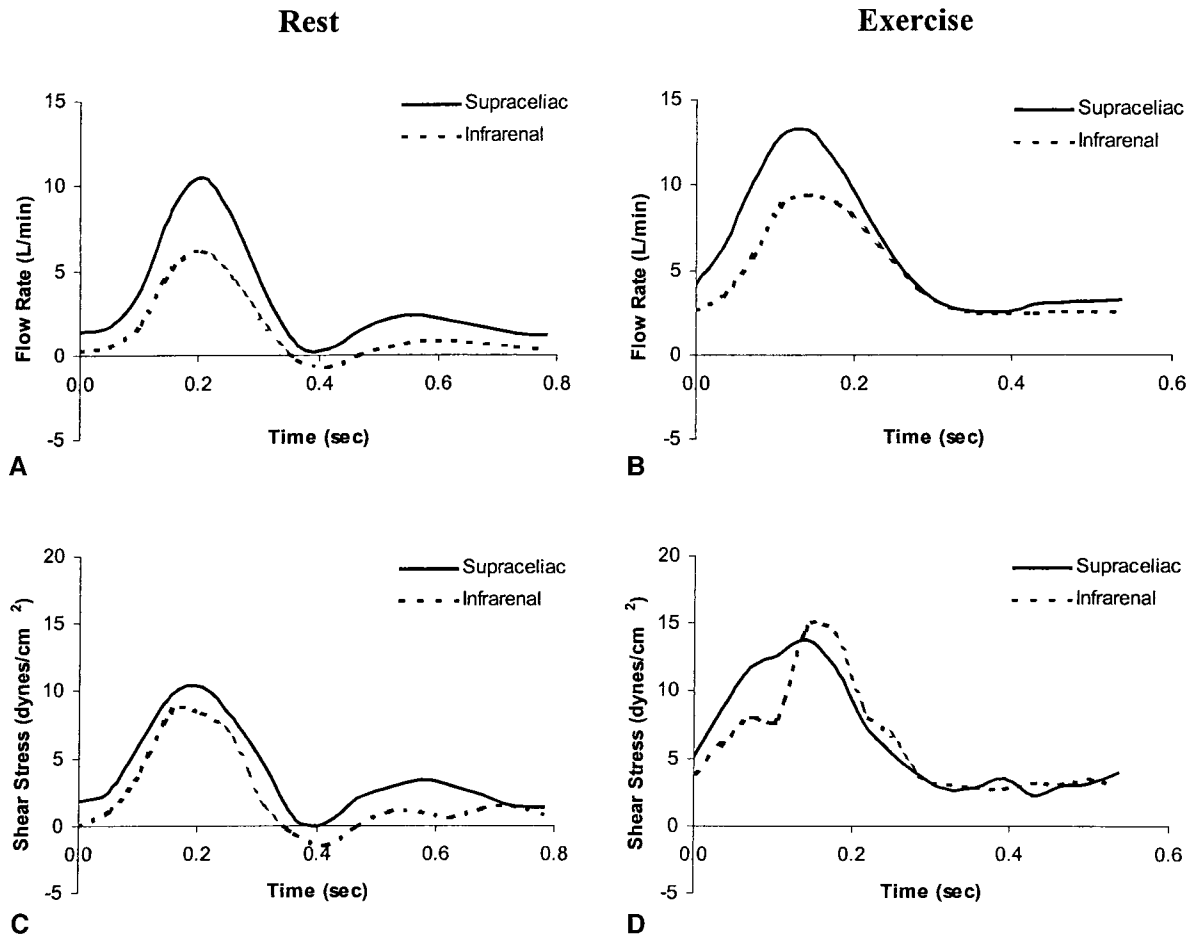 Rest
Exercise
Supraceliac
Infrarenal
Flow Rate (L/min)
15
10
5
0
-5
0.0
0.2
0.4
0.6
0.8
Time (sec)
A
Supraceliac
Infrarenal
Flow Rate (L/min)
15
10
5
0
-5
0.0
0.2
0.4
0.6
Time (sec)
B
Supraceliac
Infrarenal
Shear Stress (dynes/cm ²)
20
15
10
5
0
-5
0.0
0.2
0.4
0.6
0.8
Time (sec)
C
Supraceliac
Infrarenal
Shear Stress (dynes/cm ²)
20
15
10
5
0
-5
0.0
0.2
0.4
0.6
Time (sec)
D